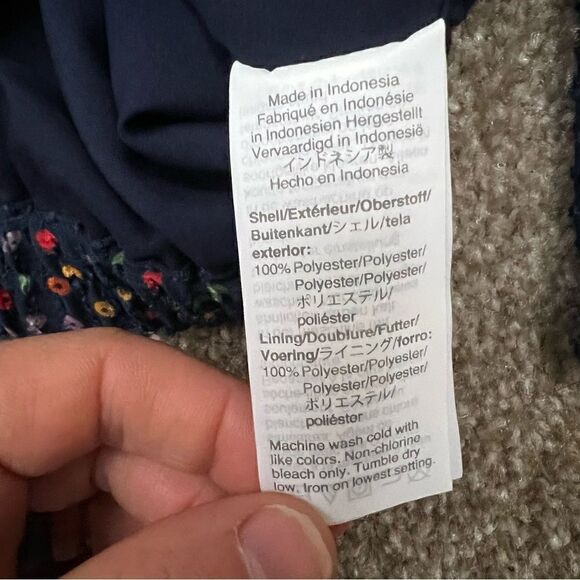 Made in Indonesia
Fabriqué en Indonésie
in Indonesien Hergestellt
Vervaardigd in Indonesië
インドネシア製
Hecho en Indonesia
Shell/Extérieur/Oberstoff/
Buitenkant/シェル/tela
exterior:
100% Polyester/Polyester/
Polyester/Polyester/
ポリエステル/
poliéster
Lining/Doublure/Futter/
Voering/ライニング/forro:
100% Polyester/Polyester/
Polyester/Polyester/
ポリエステル/
poliéster
Machine wash cold with
like colors. Non-chlorine
bleach only. Tumble dry
low. Iron on lowest setting.